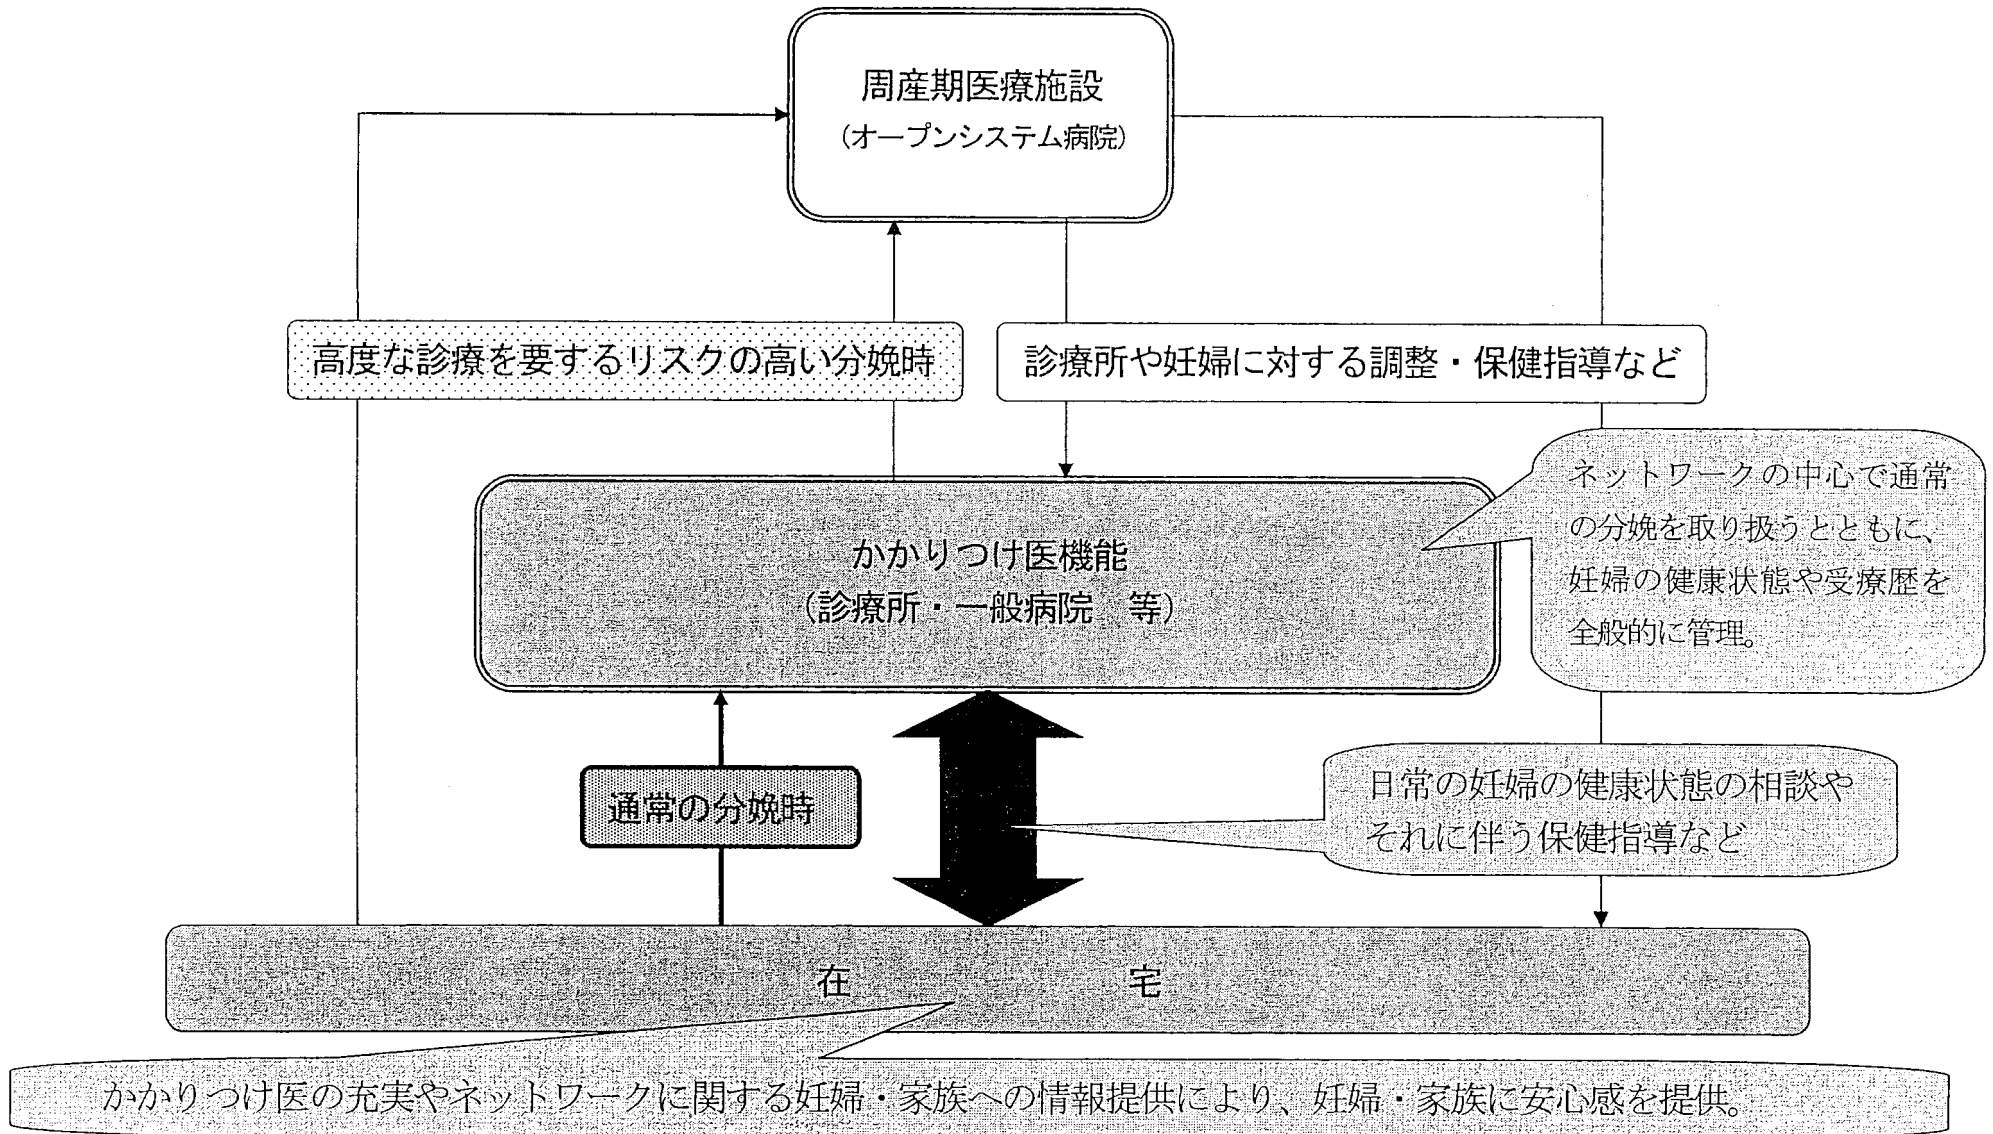 周産期医療施設
（オープンシステム病院）
高度な診療を要するリスクの高い分娩時
診療所や妊婦に対する調整・保健指導など
ネットワークの中心で通常
の分娩を取り扱うとともに、
妊婦の健康状態や受療歴を
全般的に管理。
かかりつけ医機能
（診療所・一般病院　等）
通常の分娩時
日常の妊婦の健康状態の相談や
それに伴う保健指導など
在　宅
かかりつけ医の充実やネットワークに関する妊婦・家族への情報提供により、妊婦・家族に安心感を提供。